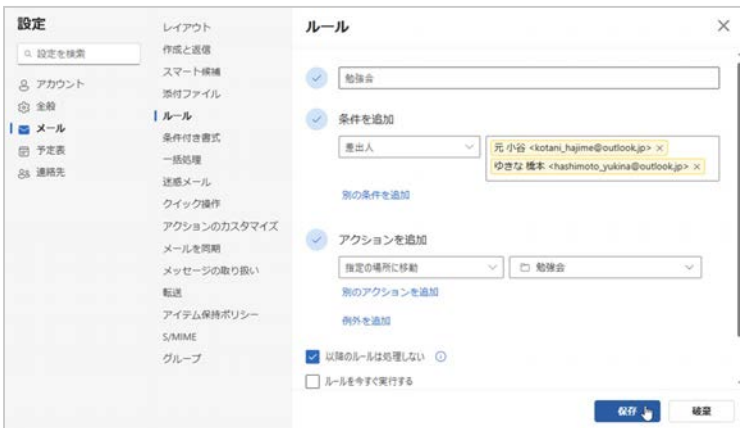 設定
設定を検索
アカウント
全般
メール
予定表
連絡先
レイアウト
作成と返信
スマート候補
添付ファイル
ルール
条件付き書式
一括処理
迷惑メール
クイック操作
アクションのカスタマイズ
メールを同期
メッセージの取り扱い
転送
アイテム保持ポリシー
S/MIME
グループ
ルール
勉強会
条件を追加
差出人
元 小谷 <kotani_hajime@outlook.jp>
ゆきな 橋本 <hashimoto_yukina@outlook.jp>
別の条件を追加
アクションを追加
指定の場所に移動
勉強会
別のアクションを追加
例外を追加
以降のルールは処理しない
ルールを今すぐ実行する
保存
破棄